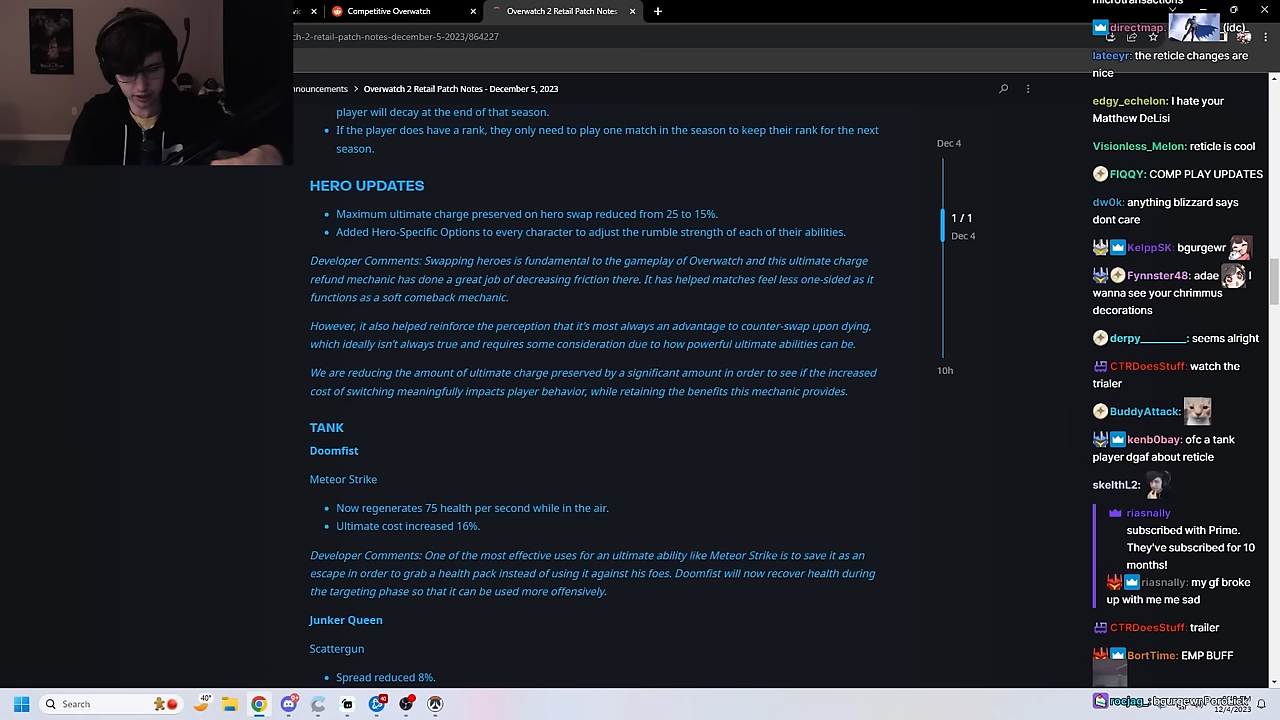 Competitive Overwatch
Overwatch 2 Retail Patch Notes
ch-2-retail-patch-notes-december-5-2023/864227
nnouncements > Overwatch 2 Retail Patch Notes - December 5, 2023
player will decay at the end of that season.
If the player does have a rank, they only need to play one match in the season to keep their rank for the next
season.
HERO UPDATES
Maximum ultimate charge preserved on hero swap reduced from 25 to 15%.
Added Hero-Specific Options to every character to adjust the rumble strength of each of their abilities.
Developer Comments: Swapping heroes is fundamental to the gameplay of Overwatch and this ultimate charge
refund mechanic has done a great job of decreasing friction there. It has helped matches feel less one-sided as it
functions as a soft comeback mechanic.
However, it also helped reinforce the perception that it's most always an advantage to counter-swap upon dying,
which ideally isn't always true and requires some consideration due to how powerful ultimate abilities can be.
We are reducing the amount of ultimate charge preserved by a significant amount in order to see if the increased
cost of switching meaningfully impacts player behavior, while retaining the benefits this mechanic provides.
TANK
Doomfist
Meteor Strike
Now regenerates 75 health per second while in the air.
Ultimate cost increased 16%.
Developer Comments: One of the most effective uses for an ultimate ability like Meteor Strike is to save it as an
escape in order to grab a health pack instead of using it against his foes. Doomfist will now recover health during
the targeting phase so that it can be used more offensively.
Junker Queen
Scattergun
Spread reduced 8%.
Dec 4
1 / 1
Dec 4
10h
microtransactions
directmap: (idc)
lateeyr: the reticle changes are
nice
edgy_echelon: I hate your
Matthew DeLisi
Visionless_Melon: reticle is cool
FIQQY: COMP PLAY UPDATES
dw0k: anything blizzard says
dont care
KelppSK: bgurgewr
Fynnster48: adae I
wanna see your chrimmus
decorations
derpy________: seems alright
CTRDoesStuff: watch the
trialer
BuddyAttack:
kenb0bay: ofc a tank
player dgaf about reticle
skelthL2:
riasnally
subscribed with Prime.
They've subscribed for 10
months!
riasnally: my gf broke
up with me me sad
CTRDoesStuff: trailer
BortTime: EMP BUFF
Search
40°
12/4/2023